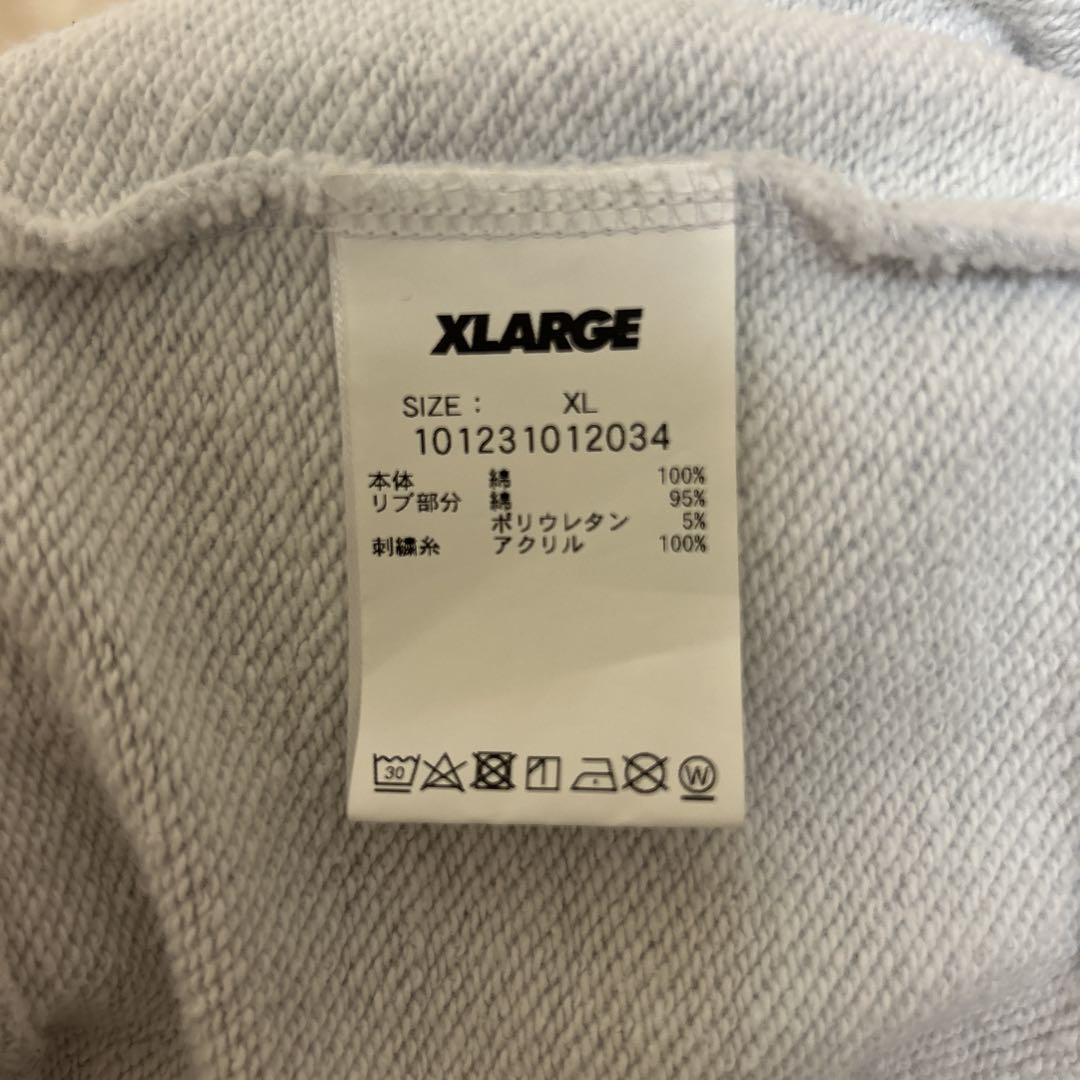 XLARGE
SIZE : XL
101231012034
本体 綿 100%
リブ部分 綿 95%
ポリウレタン 5%
刺繍糸 アクリル 100%
30 W